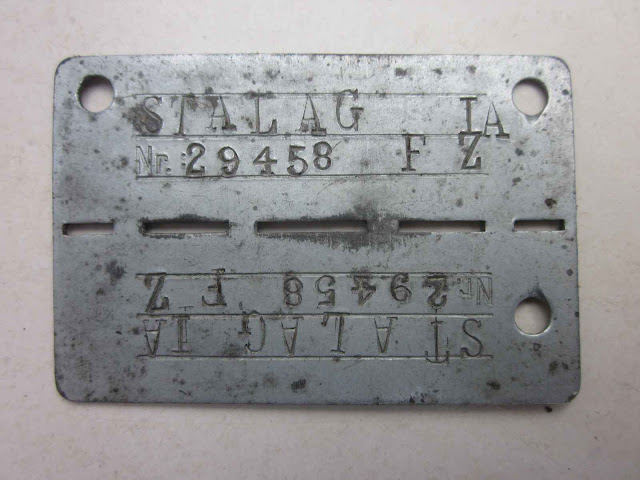 STALAG IA
Nr. 29458 F Z
Nr. 29458 F Z
STALAG IA